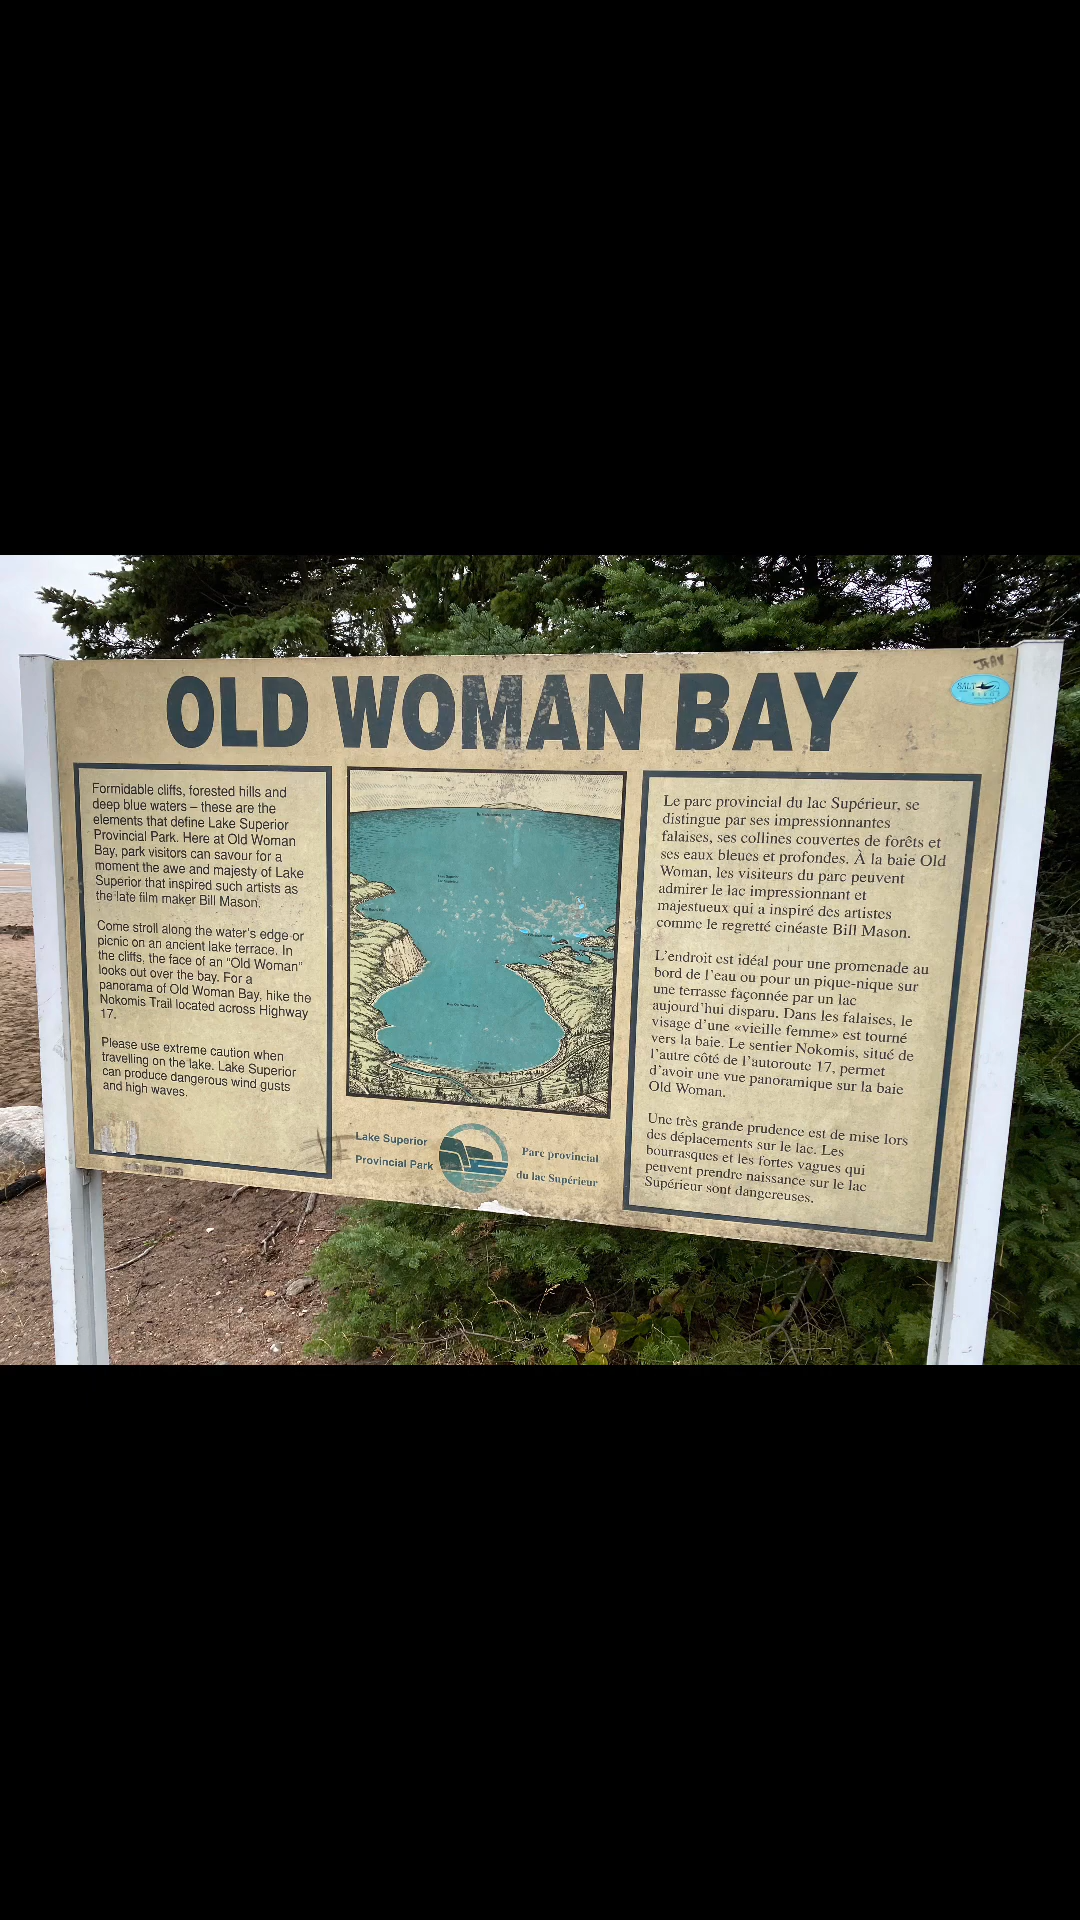 OLD WOMAN BAY
Formidable cliffs, forested hills and
deep blue waters – these are the
elements that define Lake Superior
Provincial Park. Here at Old Woman
Bay, park visitors can savour for a
moment the awe and majesty of Lake
Superior that inspired such artists as
the late film maker Bill Mason.
Come stroll along the water's edge or
picnic on an ancient lake terrace. In
the cliffs, the face of an "Old Woman"
looks out over the bay. For a
panorama of Old Woman Bay, hike the
Nokomis Trail located across Highway
17.
Please use extreme caution when
travelling on the lake. Lake Superior
can produce dangerous wind gusts
and high waves.
Lake Superior
Provincial Park
Parc provincial
du lac Supérieur
Le parc provincial du lac Supérieur, se
distingue par ses impressionnantes
falaises, ses collines couvertes de forêts et
ses eaux bleues et profondes. À la baie Old
Woman, les visiteurs du parc peuvent
admirer le lac impressionnant et
majestueux qui a inspiré des artistes
comme le regretté cinéaste Bill Mason.
L'endroit est idéal pour une promenade au
bord de l'eau ou pour un pique-nique sur
une terrasse façonnée par un lac
aujourd'hui disparu. Dans les falaises, le
visage d'une «vieille femme» est tourné
vers la baie. Le sentier Nokomis, situé de
l'autre côté de l'autoroute 17, permet
d'avoir une vue panoramique sur la baie
Old Woman.
Une très grande prudence est de mise lors
des déplacements sur le lac. Les
bourrasques et les fortes vagues qui
peuvent prendre naissance sur le lac
Supérieur sont dangereuses.
SALT